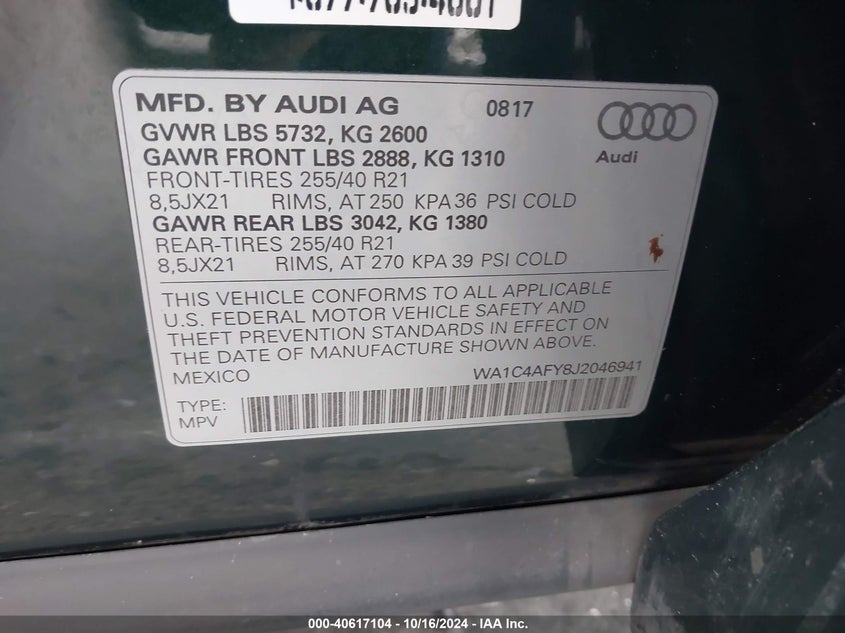 MFD. BY AUDI AG 0817
GVWR LBS 5732, KG 2600
GAWR FRONT LBS 2888, KG 1310
Audi
FRONT-TIRES 255/40 R21
8,5JX21 RIMS, AT 250 KPA 36 PSI COLD
GAWR REAR LBS 3042, KG 1380
REAR-TIRES 255/40 R21
8,5JX21 RIMS, AT 270 KPA 39 PSI COLD
THIS VEHICLE CONFORMS TO ALL APPLICABLE
U.S. FEDERAL MOTOR VEHICLE SAFETY AND
THEFT PREVENTION STANDARDS IN EFFECT ON
THE DATE OF MANUFACTURE SHOWN ABOVE.
MEXICO WA1C4AFY8J2046941
TYPE:
MPV
000-40617104 - 10/16/2024 - IAA Inc.